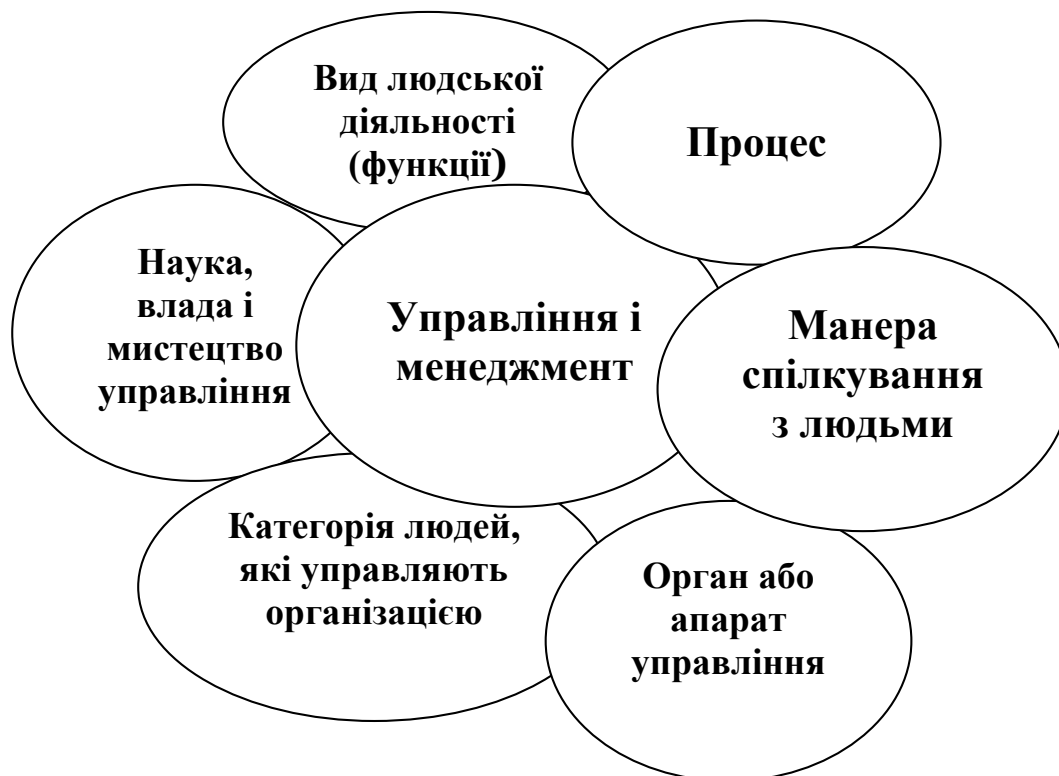 Вид людської
діяльності
(функції)
Процес
Наука,
влада і
мистецтво
управління
Управління і
менеджмент
Манера
спілкування
з людьми
Категорія людей,
які управляють
організацією
Орган або
апарат
управління